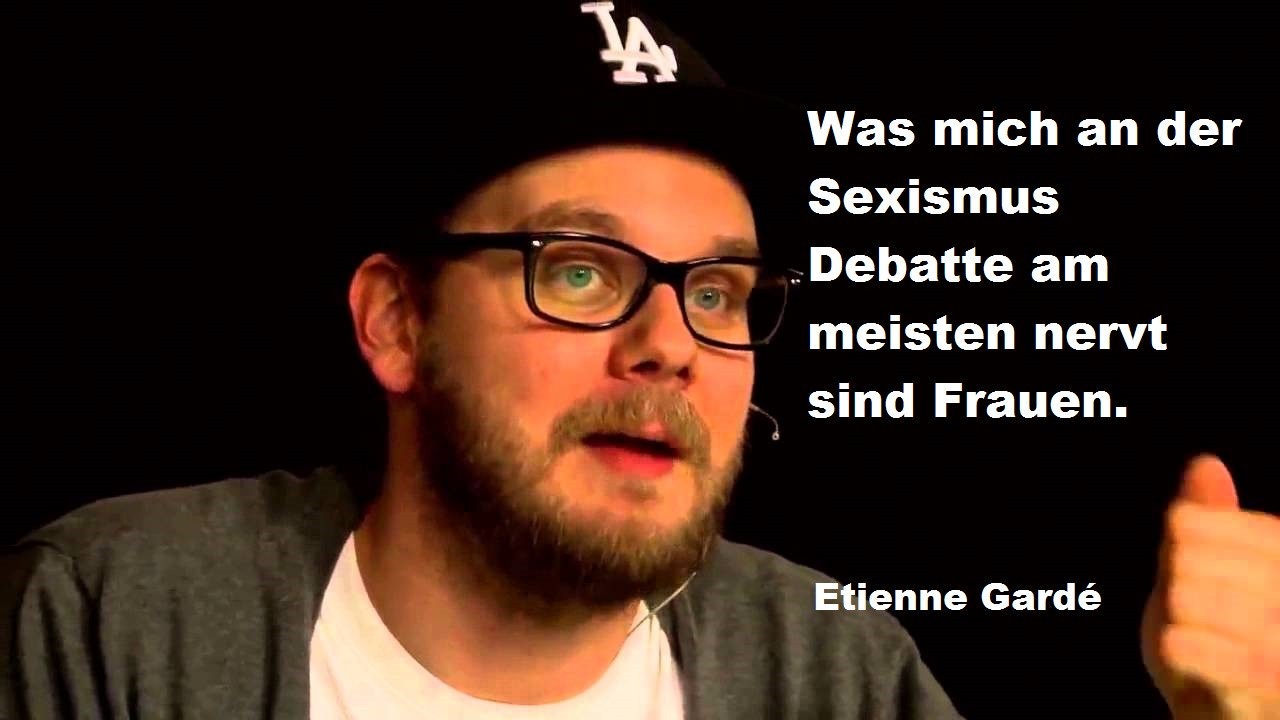 LA
Was mich an der
Sexismus
Debatte am
meisten nervt
sind Frauen.
Etienne Gardé